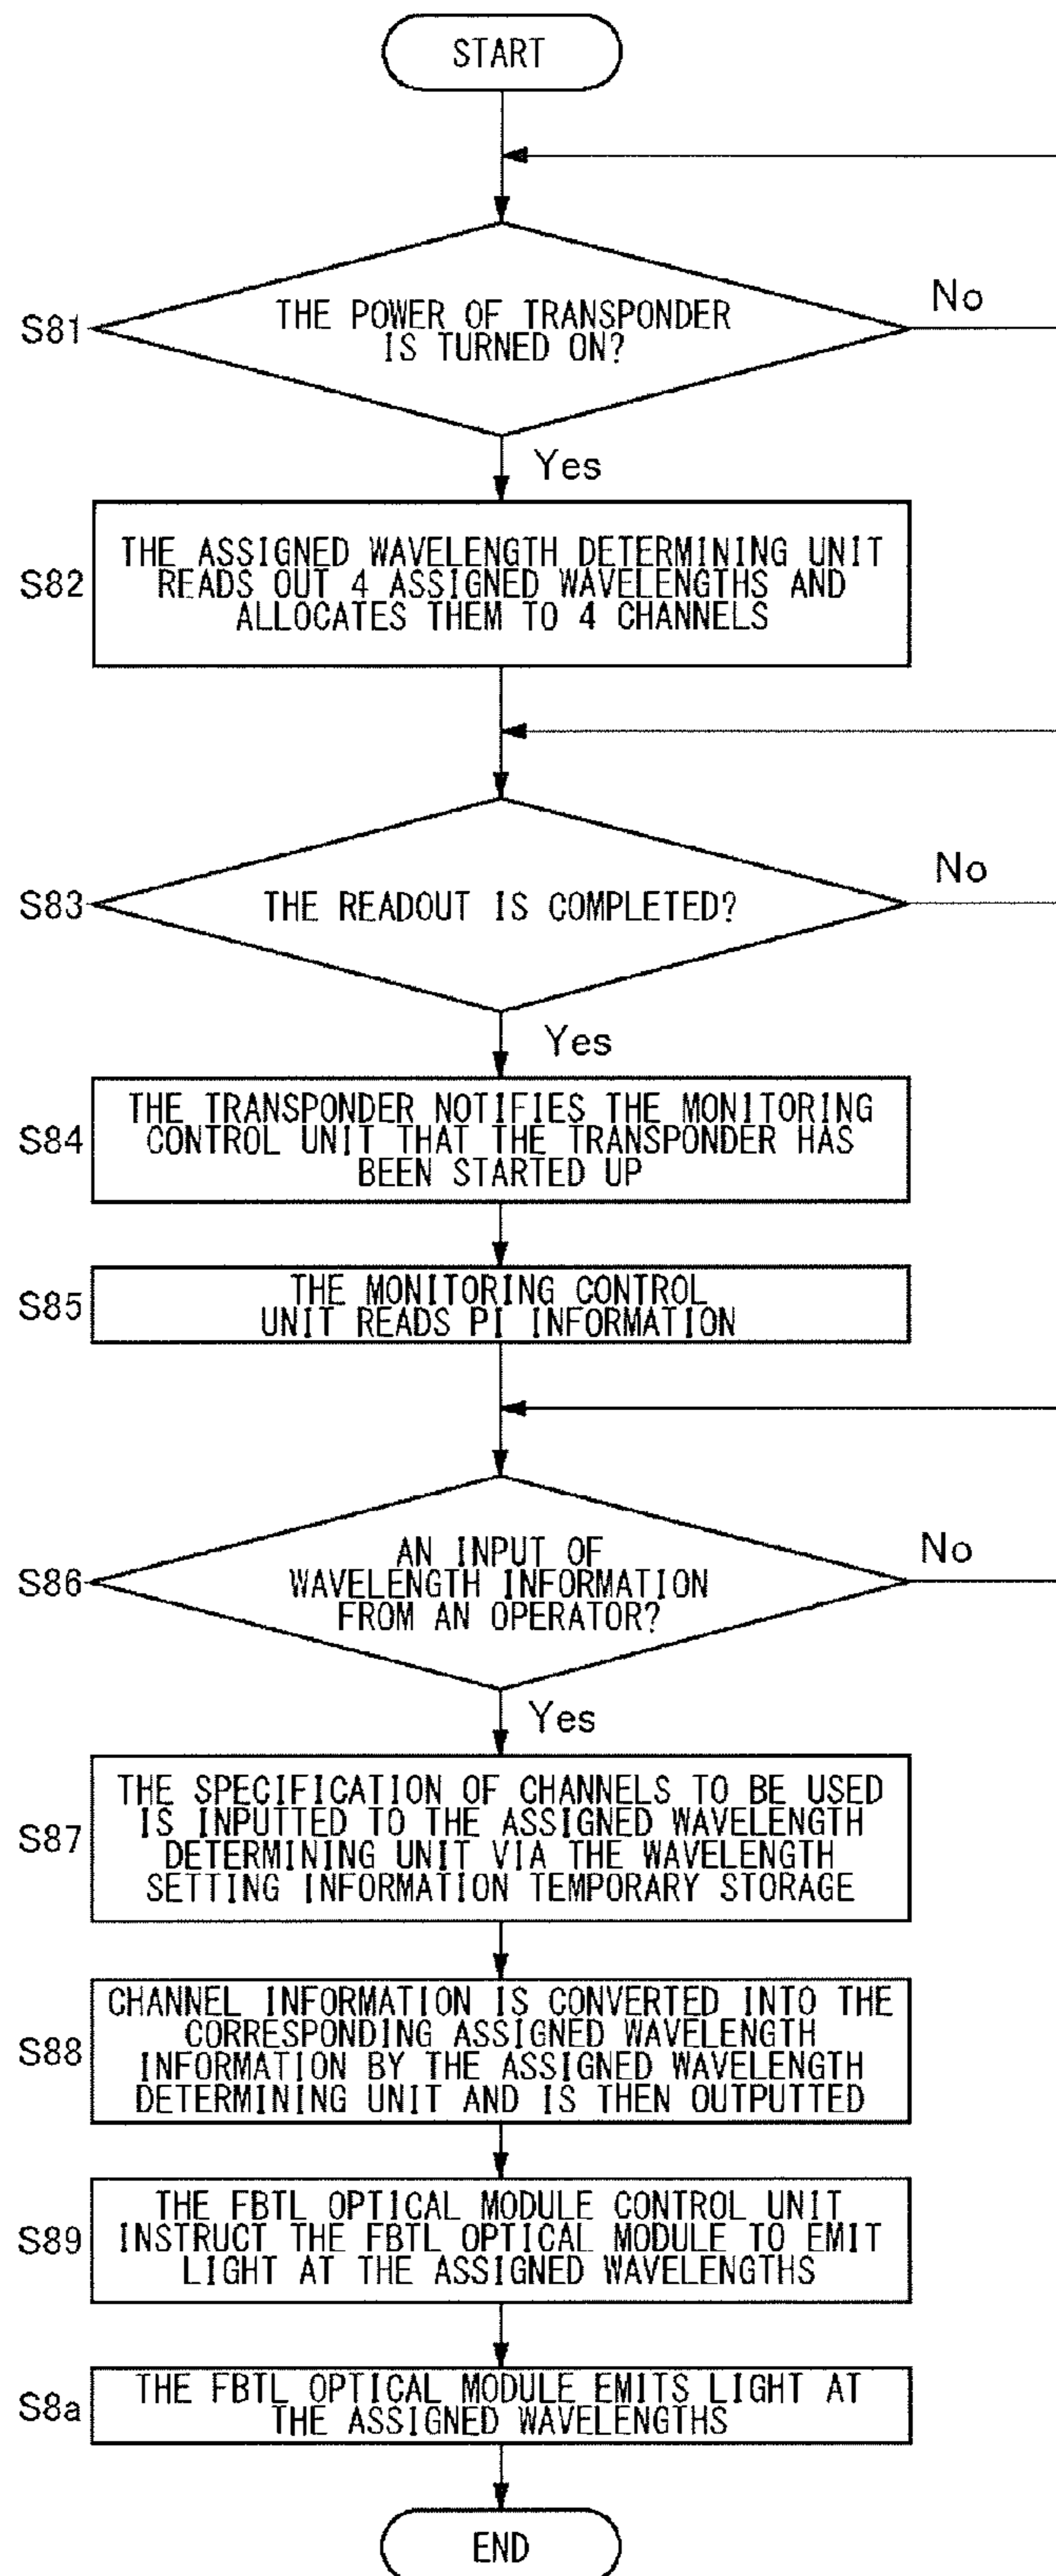 START
THE POWER OF TRANSPONDER
IS TURNED ON?
No
S81
Yes
THE ASSIGNED WAVELENGTH DETERMINING UNIT
READS OUT 4 ASSIGNED WAVELENGTHS AND
ALLOCATES THEM TO 4 CHANNELS
S82
No
S83
THE READOUT IS COMPLETED?
Yes
THE TRANSPONDER NOTIFIES THE MONITORING
CONTROL UNIT THAT THE TRANSPONDER HAS
BEEN STARTED UP
S84
THE MONITORING CONTROL
UNIT READS PI INFORMATION
S85
AN INPUT OF
WAVELENGTH INFORMATION
FROM AN OPERATOR?
No
S86
Yes
THE SPECIFICATION OF CHANNELS TO BE USED
IS INPUTTED TO THE ASSIGNED WAVELENGTH
DETERMINING UNIT VIA THE WAVELENGTH
SETTING INFORMATION TEMPORARY STORAGE
S87
CHANNEL INFORMATION IS CONVERTED INTO THE
CORRESPONDING ASSIGNED WAVELENGTH
INFORMATION BY THE ASSIGNED WAVELENGTH
DETERMINING UNIT AND IS THEN OUTPUTTED
S88
THE FBTL OPTICAL MODULE CONTROL UNIT
INSTRUCT THE FBTL OPTICAL MODULE TO EMIT
LIGHT AT THE ASSIGNED WAVELENGTHS
S89
THE FBTL OPTICAL MODULE EMITS LIGHT AT
THE ASSIGNED WAVELENGTHS
S8a
END